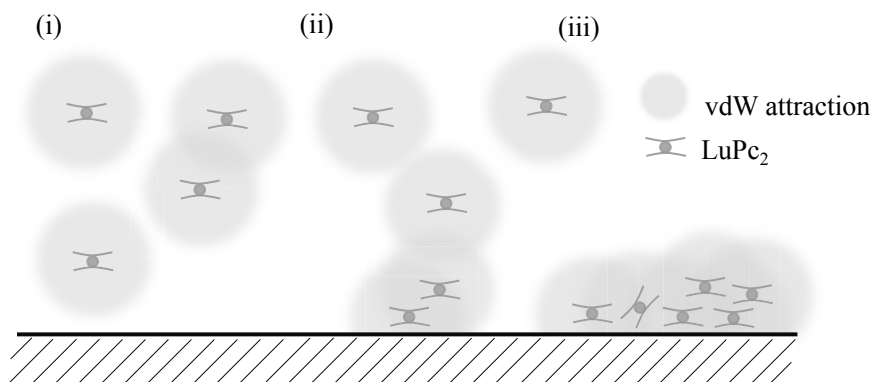 (i)
(ii)
(iii)
vdW attraction
LuPc₂